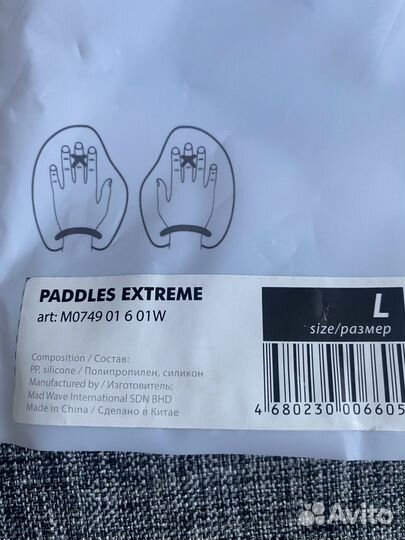 PADDLES EXTREME
art: M0749 01 6 01W
L
size/размер
Composition / Состав:
PP, silicone / Полипропилен, силикон
Manufactured by / Изготовитель:
Mad Wave International SDN BHD
Made in China / Сделано в Китае
4 680230 006605
Avito